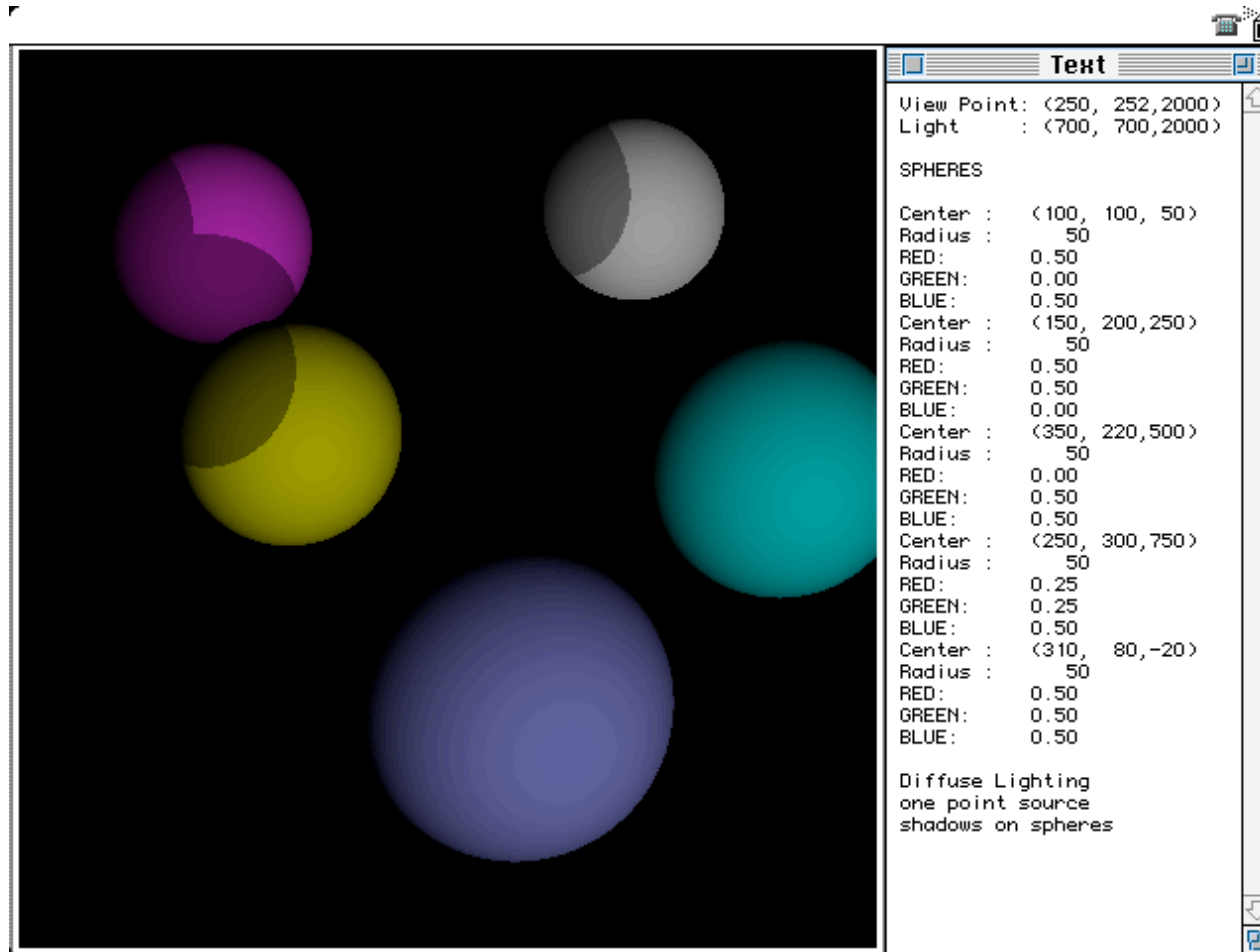 Text
View Point: (250, 252,2000)
Light     : (700, 700,2000)
SPHERES
Center :   (100, 100, 50)
Radius :      50
RED:       0.50
GREEN:     0.00
BLUE:      0.50
Center :   (150, 200,250)
Radius :      50
RED:       0.50
GREEN:     0.50
BLUE:      0.00
Center :   (350, 220,500)
Radius :      50
RED:       0.00
GREEN:     0.50
BLUE:      0.50
Center :   (250, 300,750)
Radius :      50
RED:       0.25
GREEN:     0.25
BLUE:      0.50
Center :   (310,  80,-20)
Radius :      50
RED:       0.50
GREEN:     0.50
BLUE:      0.50
Diffuse Lighting
one point source
shadows on spheres